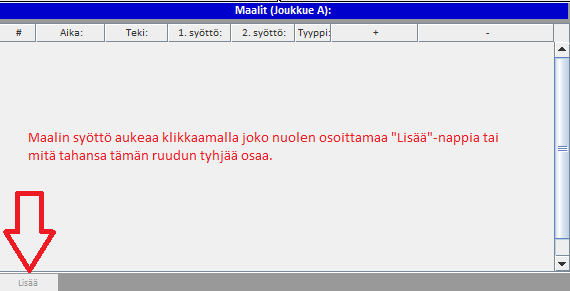 Maalit (Joukkue A):
# Aika: Teki: 1. syöttö: 2. syöttö: Tyyppi: + -
Maalin syöttö aukeaa klikkaamalla joko nuolen osoittamaa "Lisää"-nappia tai
mitä tahansa tämän ruudun tyhjää osaa.
Lisää